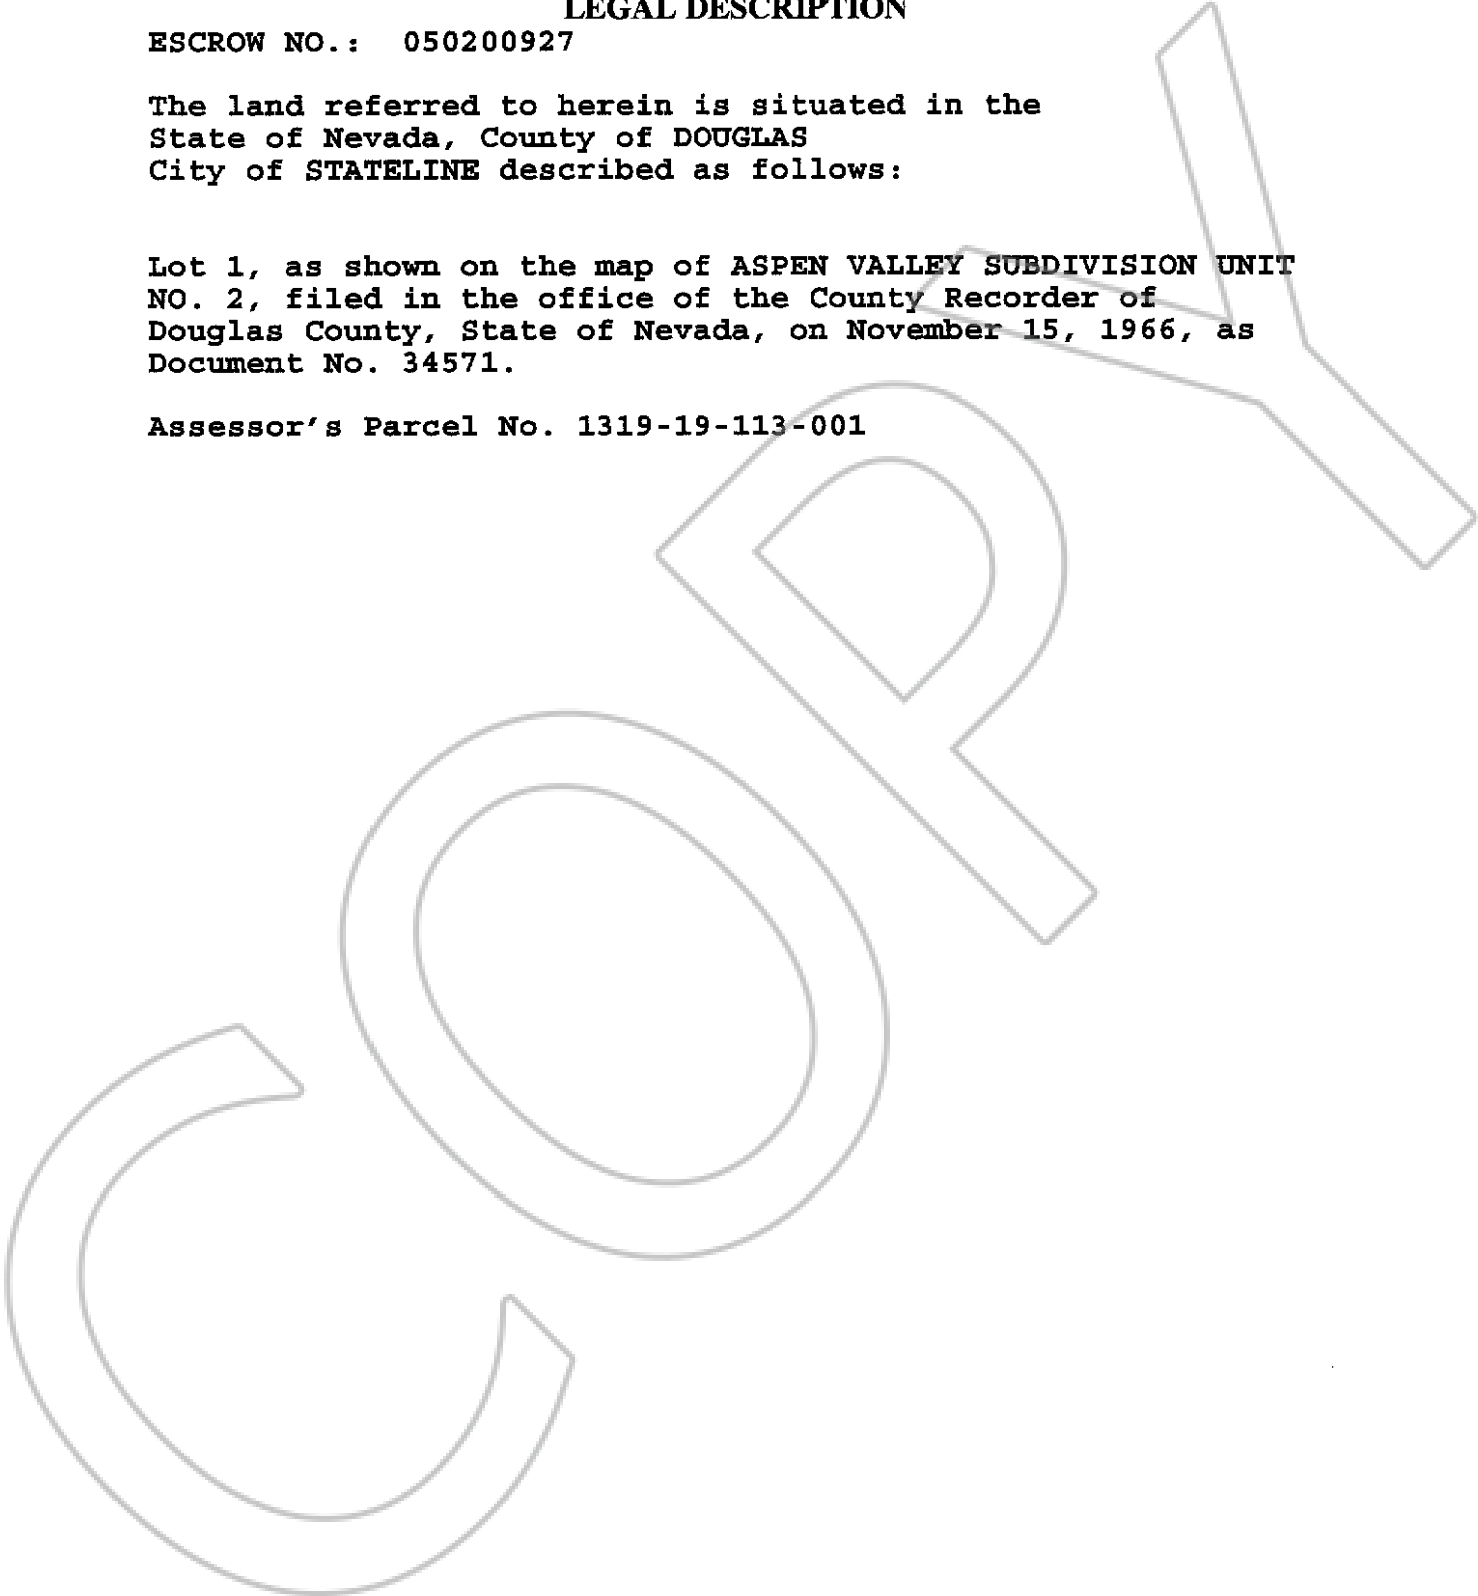 LEGAL DESCRIPTION
ESCROW NO.: 050200927
The land referred to herein is situated in the
State of Nevada, County of DOUGLAS
City of STATELINE described as follows:
Lot 1, as shown on the map of ASPEN VALLEY SUBDIVISION UNIT
NO. 2, filed in the office of the County Recorder of
Douglas County, State of Nevada, on November 15, 1966, as
Document No. 34571.
Assessor's Parcel No. 1319-19-113-001
COPY